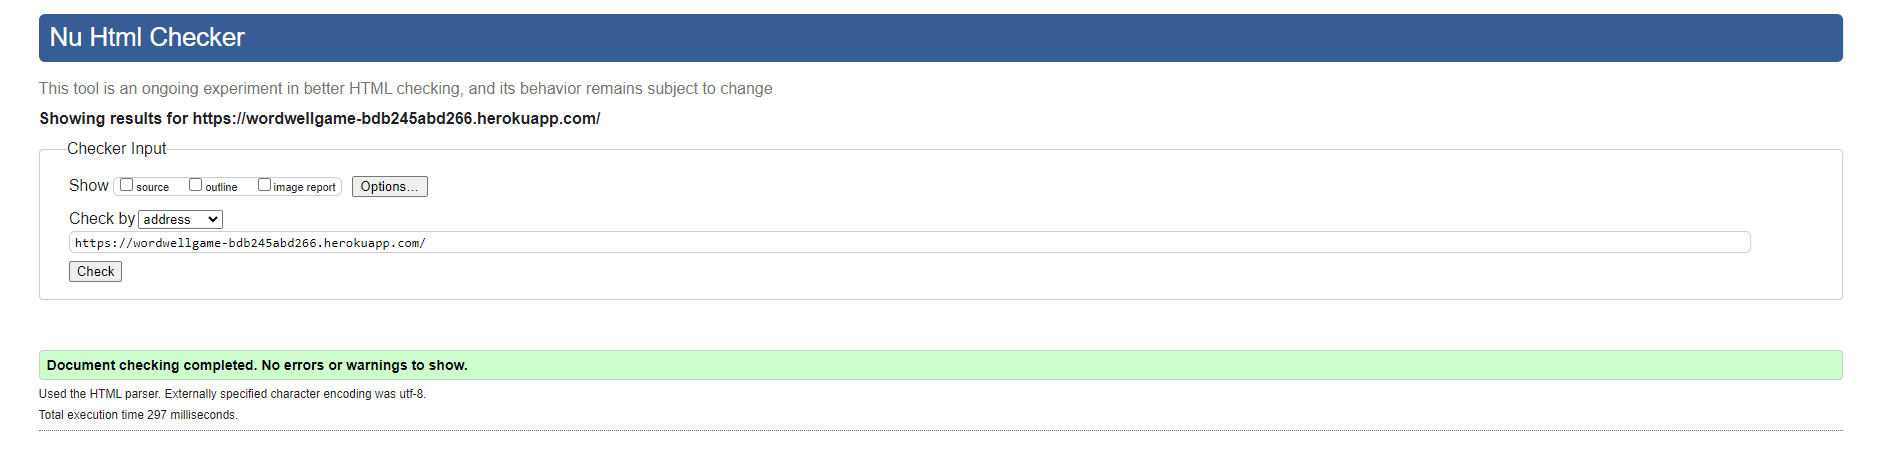 Nu Html Checker
This tool is an ongoing experiment in better HTML checking, and its behavior remains subject to change
Showing results for https://wordwellgame-bdb245abd266.herokuapp.com/
Checker Input
Show source outline image report Options...
Check by address
https://wordwellgame-bdb245abd266.herokuapp.com/
Check
Document checking completed. No errors or warnings to show.
Used the HTML parser. Externally specified character encoding was utf-8.
Total execution time 297 milliseconds.